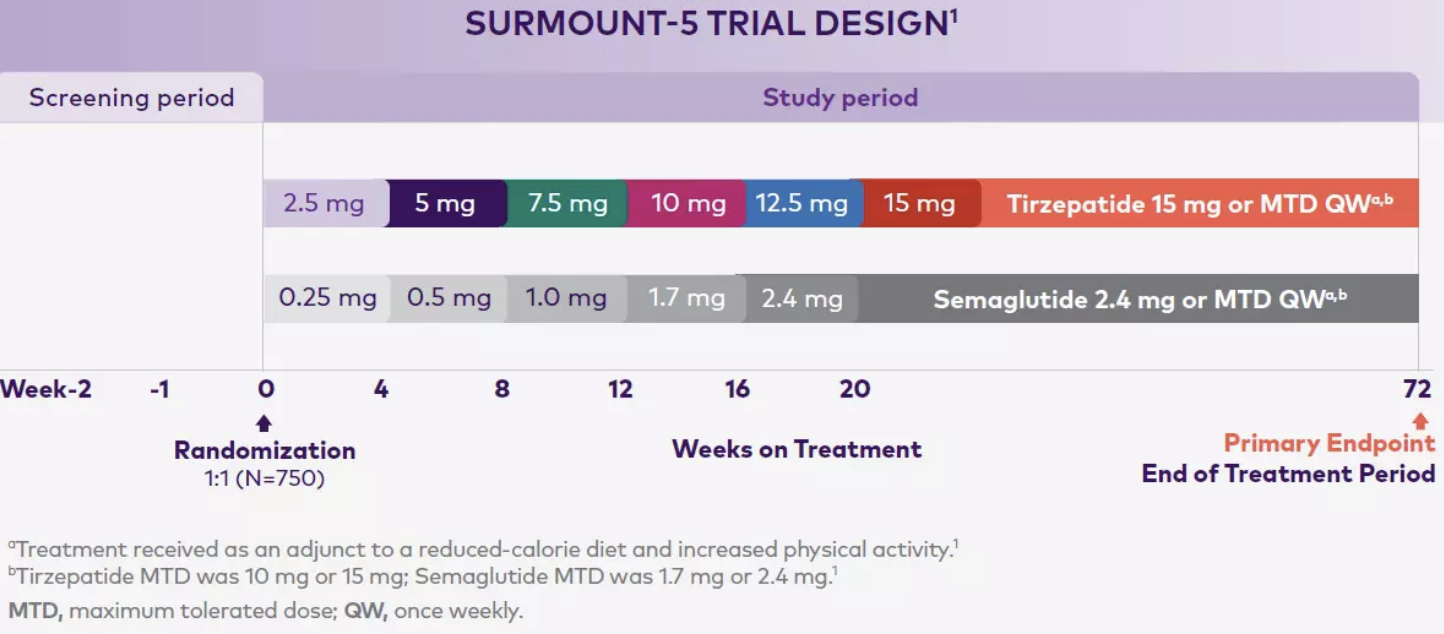 SURMOUNT-5 TRIAL DESIGN¹
Screening period
Study period
2.5 mg 5 mg 7.5 mg 10 mg 12.5 mg 15 mg Tirzepatide 15 mg or MTD QWᵃ,ᵇ
0.25 mg 0.5 mg 1.0 mg 1.7 mg 2.4 mg Semaglutide 2.4 mg or MTD QWᵃ,ᵇ
Week-2 -1 0 4 8 12 16 20 72
Randomization
1:1 (N=750)
Weeks on Treatment
Primary Endpoint
End of Treatment Period
ᵃTreatment received as an adjunct to a reduced-calorie diet and increased physical activity.¹
ᵇTirzepatide MTD was 10 mg or 15 mg; Semaglutide MTD was 1.7 mg or 2.4 mg.¹
MTD, maximum tolerated dose; QW, once weekly.